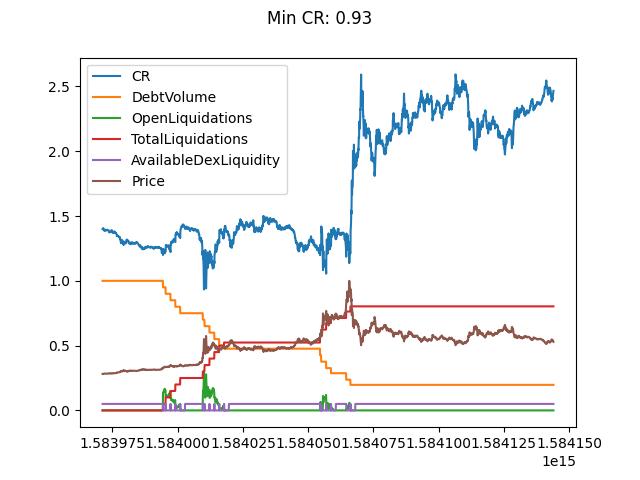 Min CR: 0.93
2.5
2.0
1.5
1.0
0.5
0.0
CR
DebtVolume
OpenLiquidations
TotalLiquidations
AvailableDexLiquidity
Price
1.583975 1.584000 1.584025 1.584050 1.584075 1.584100 1.584125 1.584150
1e15